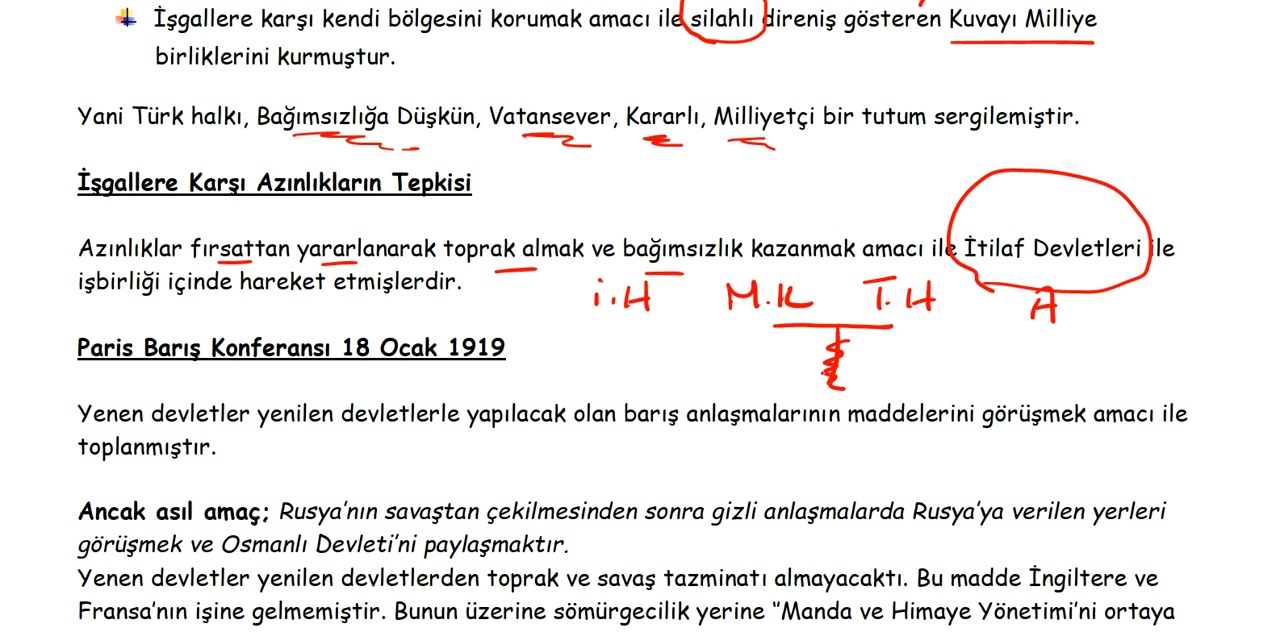 İşgallere karşı kendi bölgesini korumak amacı ile silahlı direniş gösteren Kuvayı Milliye
birliklerini kurmuştur.
Yani Türk halkı, Bağımsızlığa Düşkün, Vatansever, Kararlı, Milliyetçi bir tutum sergilemiştir.
İşgallere Karşı Azınlıkların Tepkisi
Azınlıklar fırsattan yararlanarak toprak almak ve bağımsızlık kazanmak amacı ile İtilaf Devletleri ile
işbirliği içinde hareket etmişlerdir.
İ.H M.K T.H A
Paris Barış Konferansı 18 Ocak 1919
Yenen devletler yenilen devletlerle yapılacak olan barış anlaşmalarının maddelerini görüşmek amacı ile
toplanmıştır.
Ancak asıl amaç; Rusya’nın savaştan çekilmesinden sonra gizli anlaşmalarda Rusya’ya verilen yerleri
görüşmek ve Osmanlı Devleti’ni paylaşmaktır.
Yenen devletler yenilen devletlerden toprak ve savaş tazminatı almayacaktı. Bu madde İngiltere ve
Fransa’nın işine gelmemiştir. Bunun üzerine sömürgecilik yerine “Manda ve Himaye Yönetimi’ni ortaya